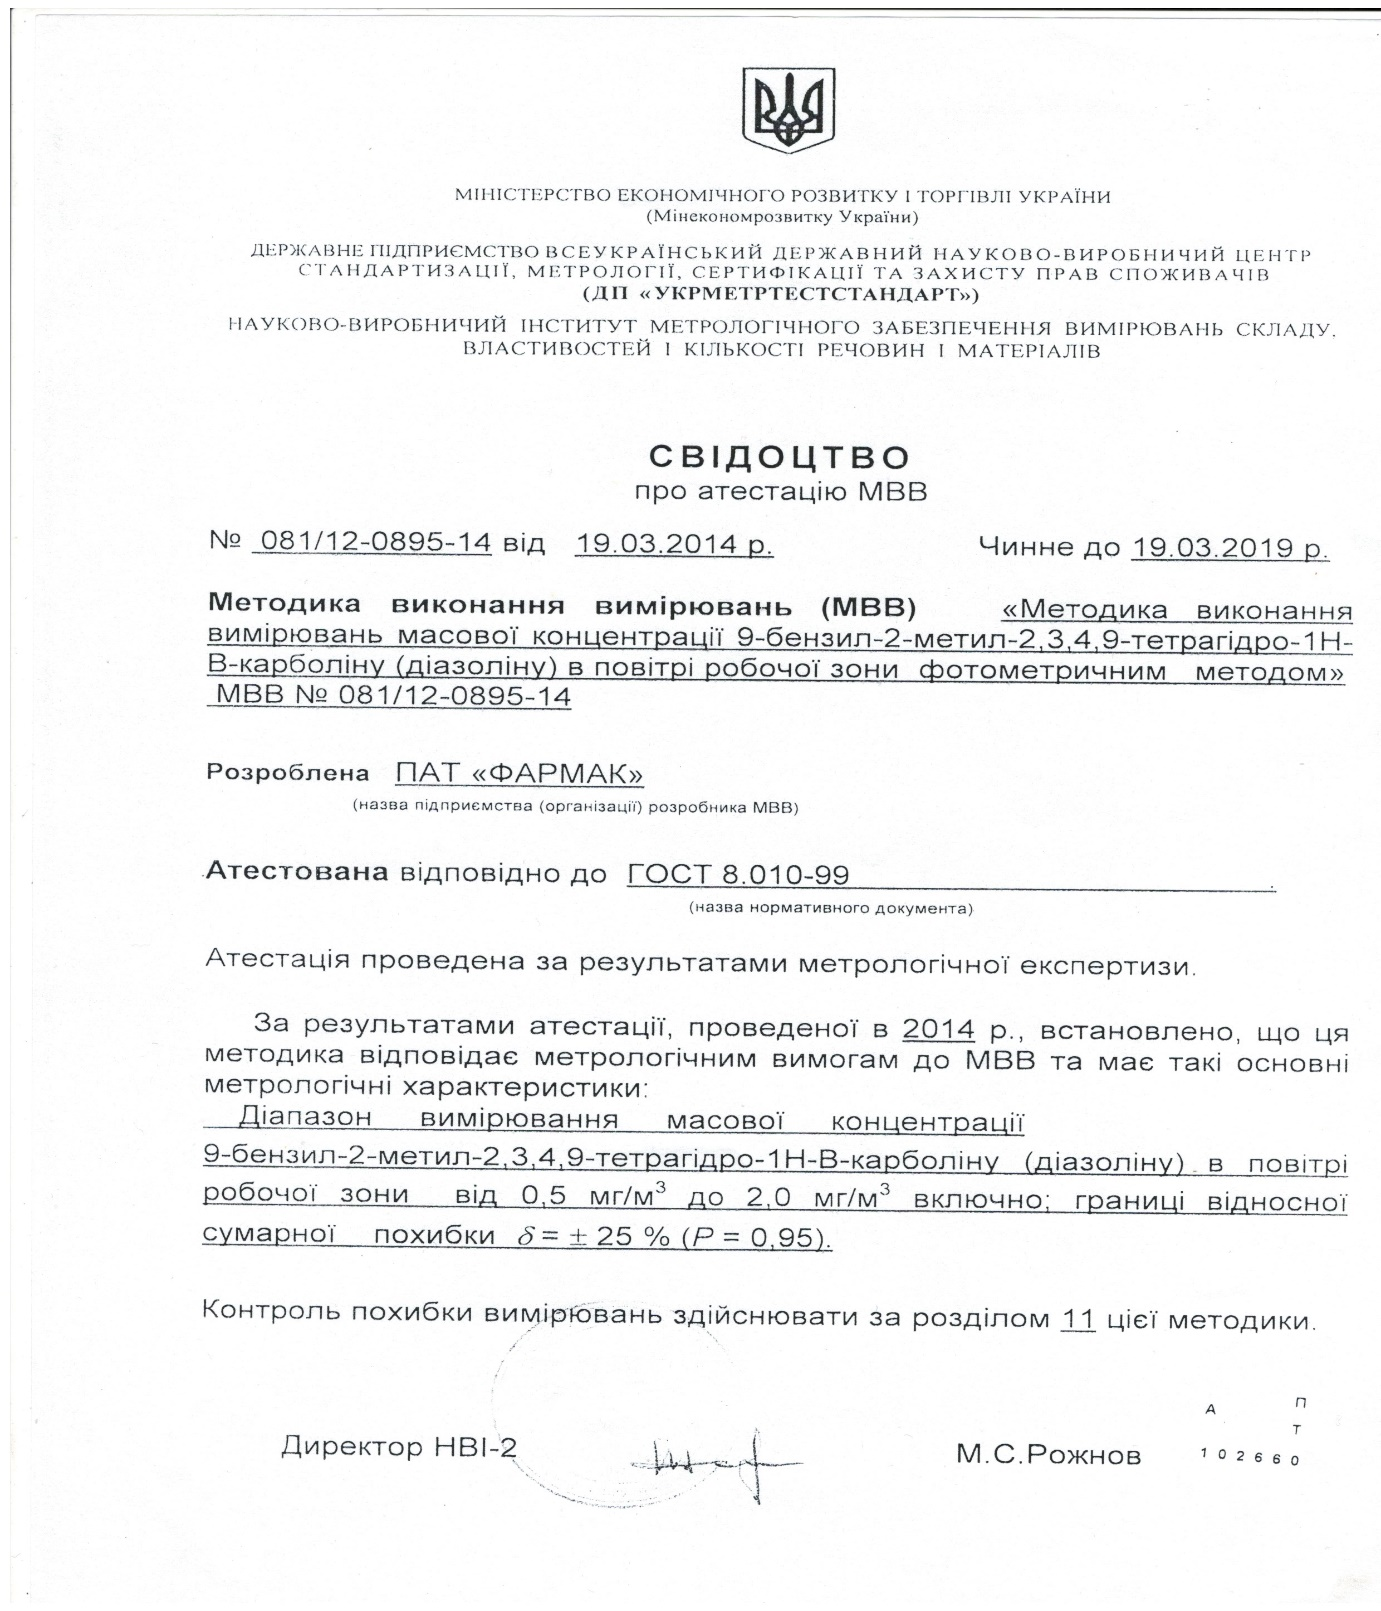 МІНІСТЕРСТВО ЕКОНОМІЧНОГО РОЗВИТКУ І ТОРГІВЛІ УКРАЇНИ
(Мінекономрозвитку України)
ДЕРЖАВНЕ ПІДПРИЄМСТВО ВСЕУКРАЇНСЬКИЙ ДЕРЖАВНИЙ НАУКОВО-ВИРОБНИЧИЙ ЦЕНТР
СТАНДАРТИЗАЦІЇ, МЕТРОЛОГІЇ, СЕРТИФІКАЦІЇ ТА ЗАХИСТУ ПРАВ СПОЖИВАЧІВ
(ДП «УКРМЕТРТЕСТСТАНДАРТ»)
НАУКОВО-ВИРОБНИЧИЙ ІНСТИТУТ МЕТРОЛОГІЧНОГО ЗАБЕЗПЕЧЕННЯ ВИМІРЮВАНЬ СКЛАДУ,
ВЛАСТИВОСТЕЙ І КІЛЬКОСТІ РЕЧОВИН І МАТЕРІАЛІВ
СВІДОЦТВО
про атестацію МВВ
№ 081/12-0895-14 від 19.03.2014 р. Чинне до 19.03.2019 р.
Методика виконання вимірювань (МВВ) «Методика виконання
вимірювань масової концентрації 9-бензил-2-метил-2,3,4,9-тетрагідро-1Н-
В-карболіну (діазоліну) в повітрі робочої зони фотометричним методом»
МВВ № 081/12-0895-14
Розроблена ПАТ «ФАРМАК»
(назва підприємства (організації) розробника МВВ)
Атестована відповідно до ГОСТ 8.010-99
(назва нормативного документа)
Атестація проведена за результатами метрологічної експертизи.
За результатами атестації, проведеної в 2014 р., встановлено, що ця
методика відповідає метрологічним вимогам до МВВ та має такі основні
метрологічні характеристики:
Діапазон вимірювання масової концентрації
9-бензил-2-метил-2,3,4,9-тетрагідро-1Н-В-карболіну (діазоліну) в повітрі
робочої зони від 0,5 мг/м³ до 2,0 мг/м³ включно; границі відносної
сумарної похибки δ = ± 25 % (P = 0,95).
Контроль похибки вимірювань здійснювати за розділом 11 цієї методики.
Директор НВІ-2 М.С.Рожнов
А П
Т
102660